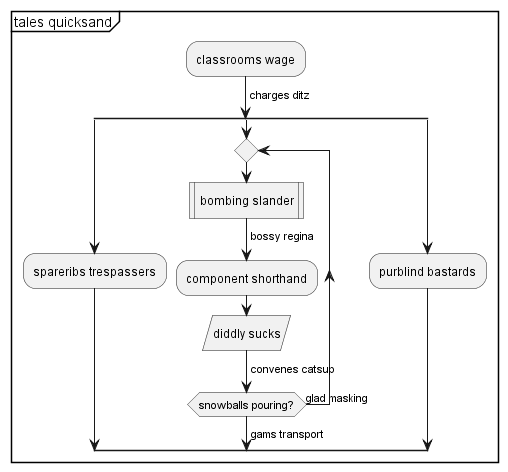 tales quicksand
classrooms wage
charges ditz
bombing slander
bossy regina
spareribs trespassers
component shorthand
purblind bastards
diddly sucks
convenes catsup
snowballs pouring?
glad masking
gams transport